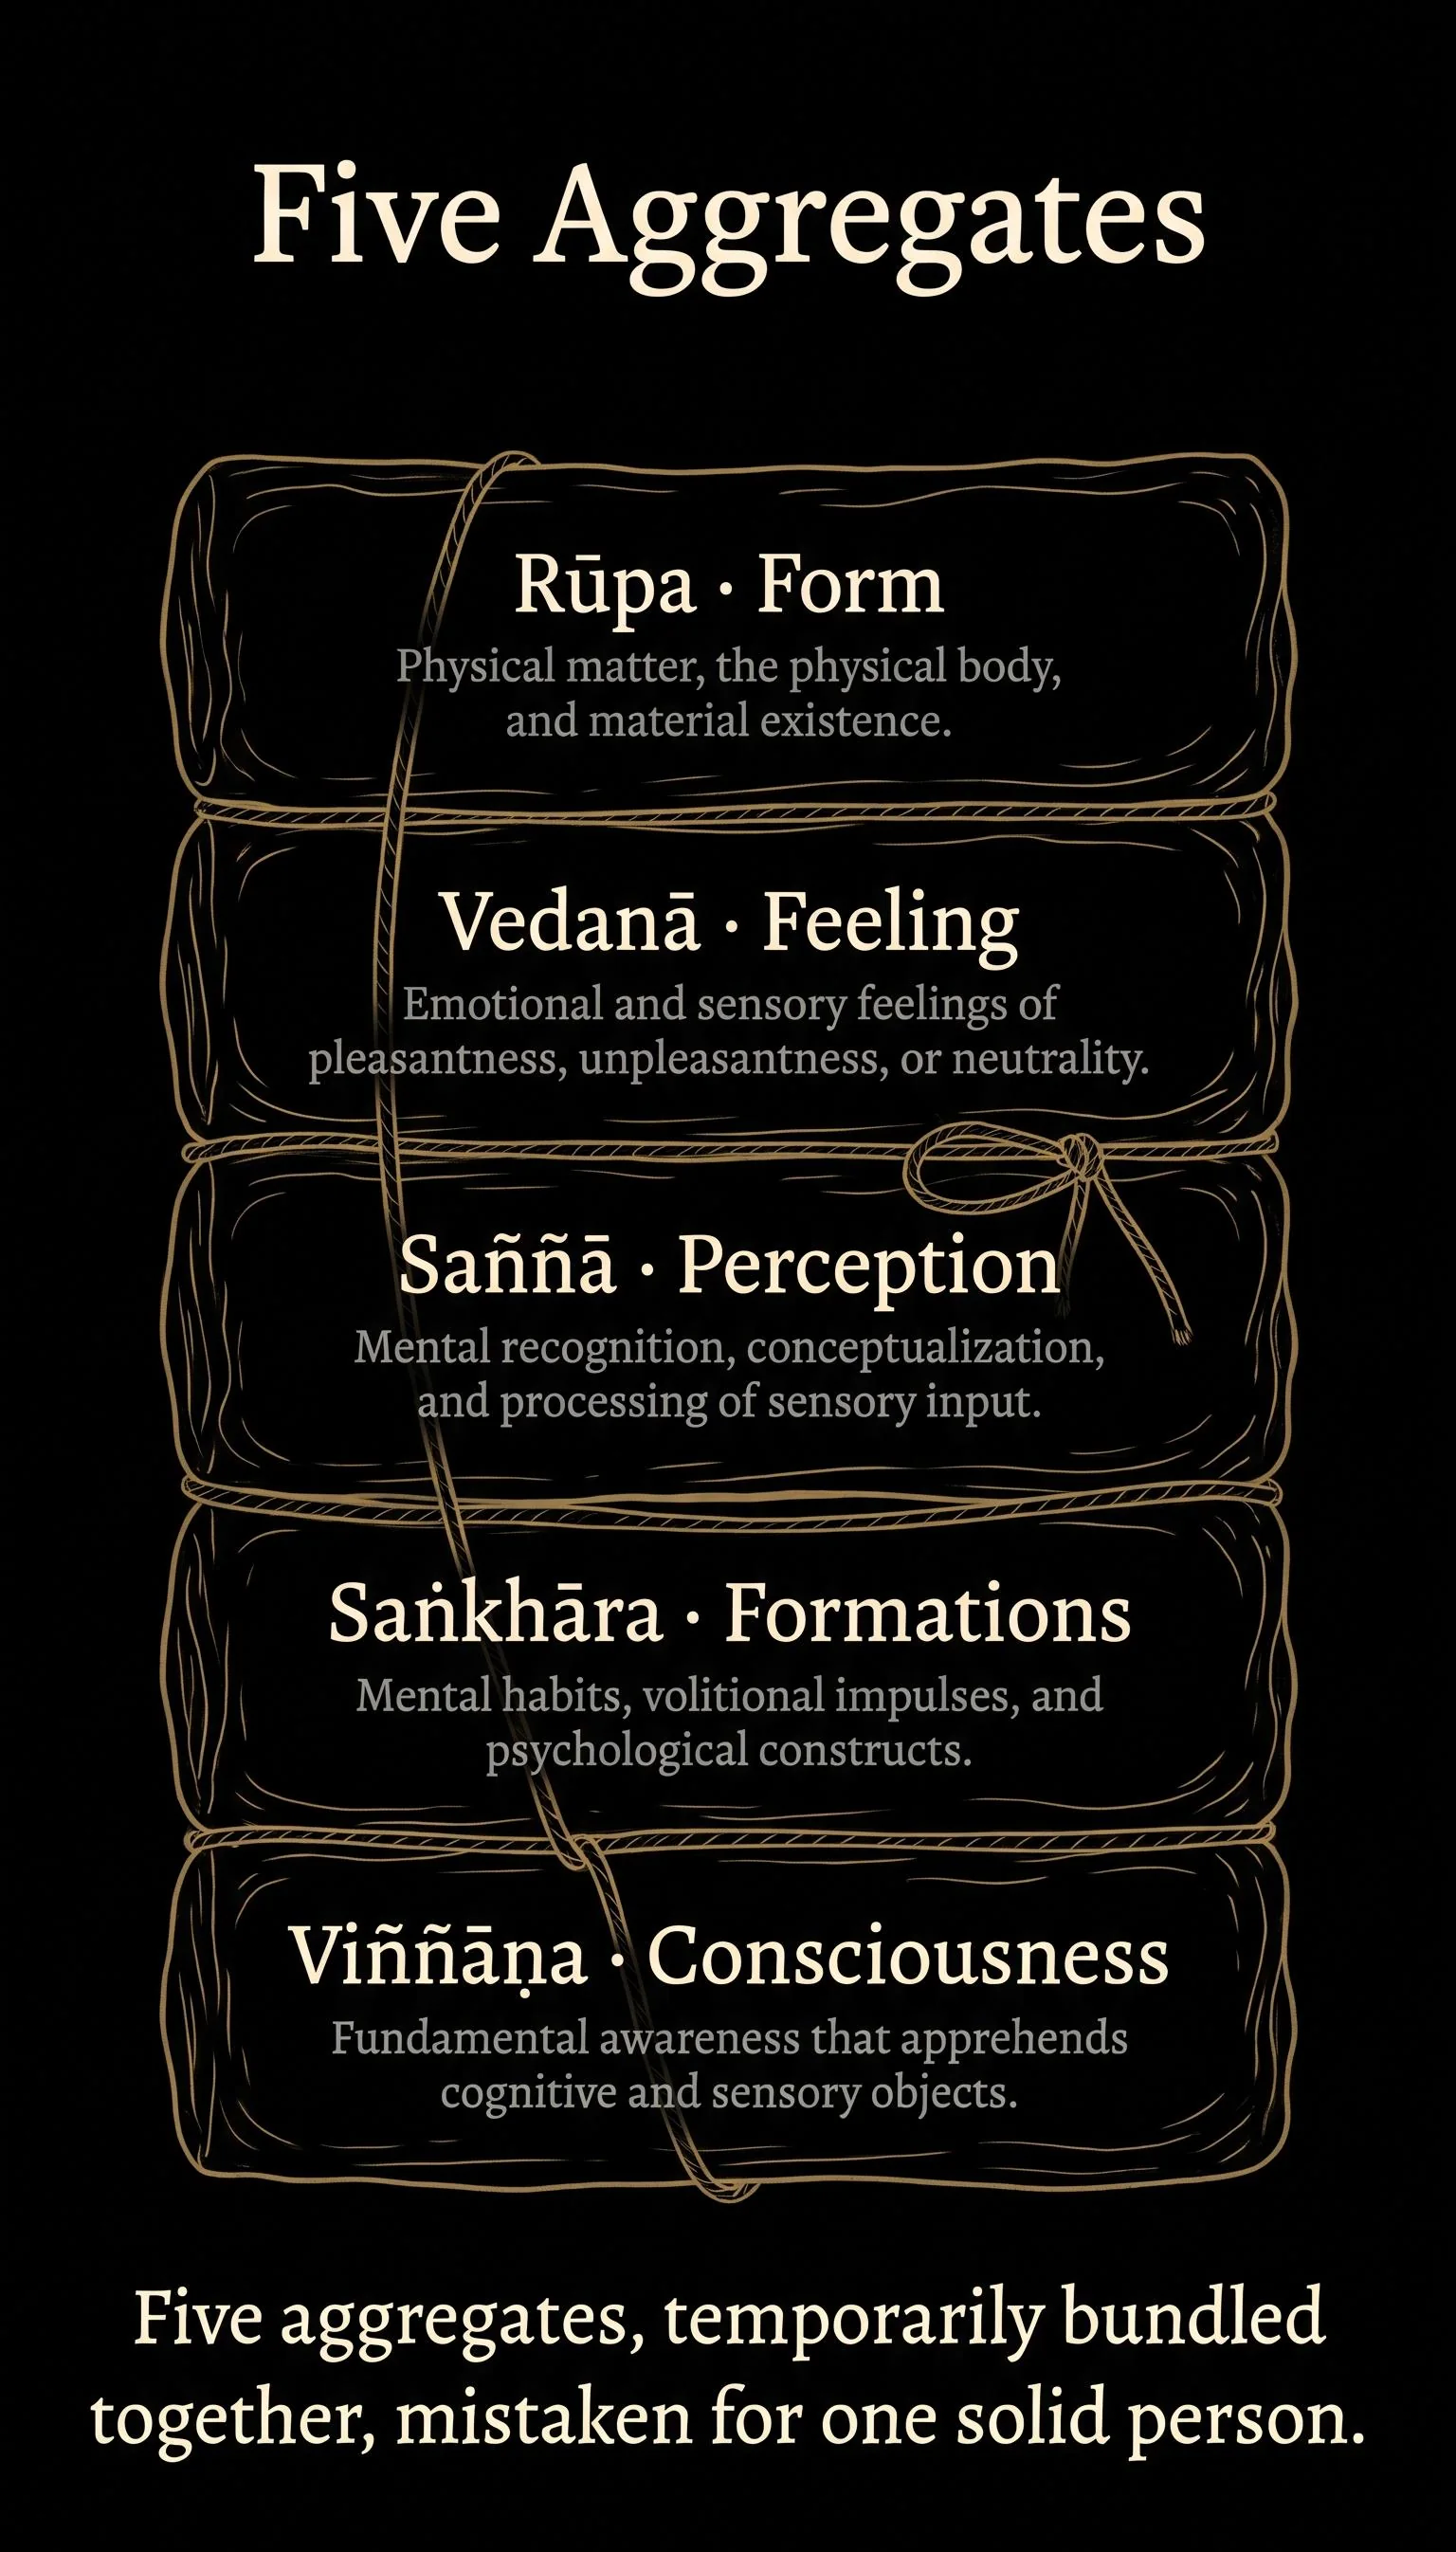 Five Aggregates
Rūpa · Form
Physical matter, the physical body,
and material existence.
Vedanā · Feeling
Emotional and sensory feelings of
pleasantness, unpleasantness, or neutrality.
Saññā · Perception
Mental recognition, conceptualization,
and processing of sensory input.
Saṅkhāra · Formations
Mental habits, volitional impulses, and
psychological constructs.
Viññāṇa · Consciousness
Fundamental awareness that apprehends
cognitive and sensory objects.
Five aggregates, temporarily bundled
together, mistaken for one solid person.